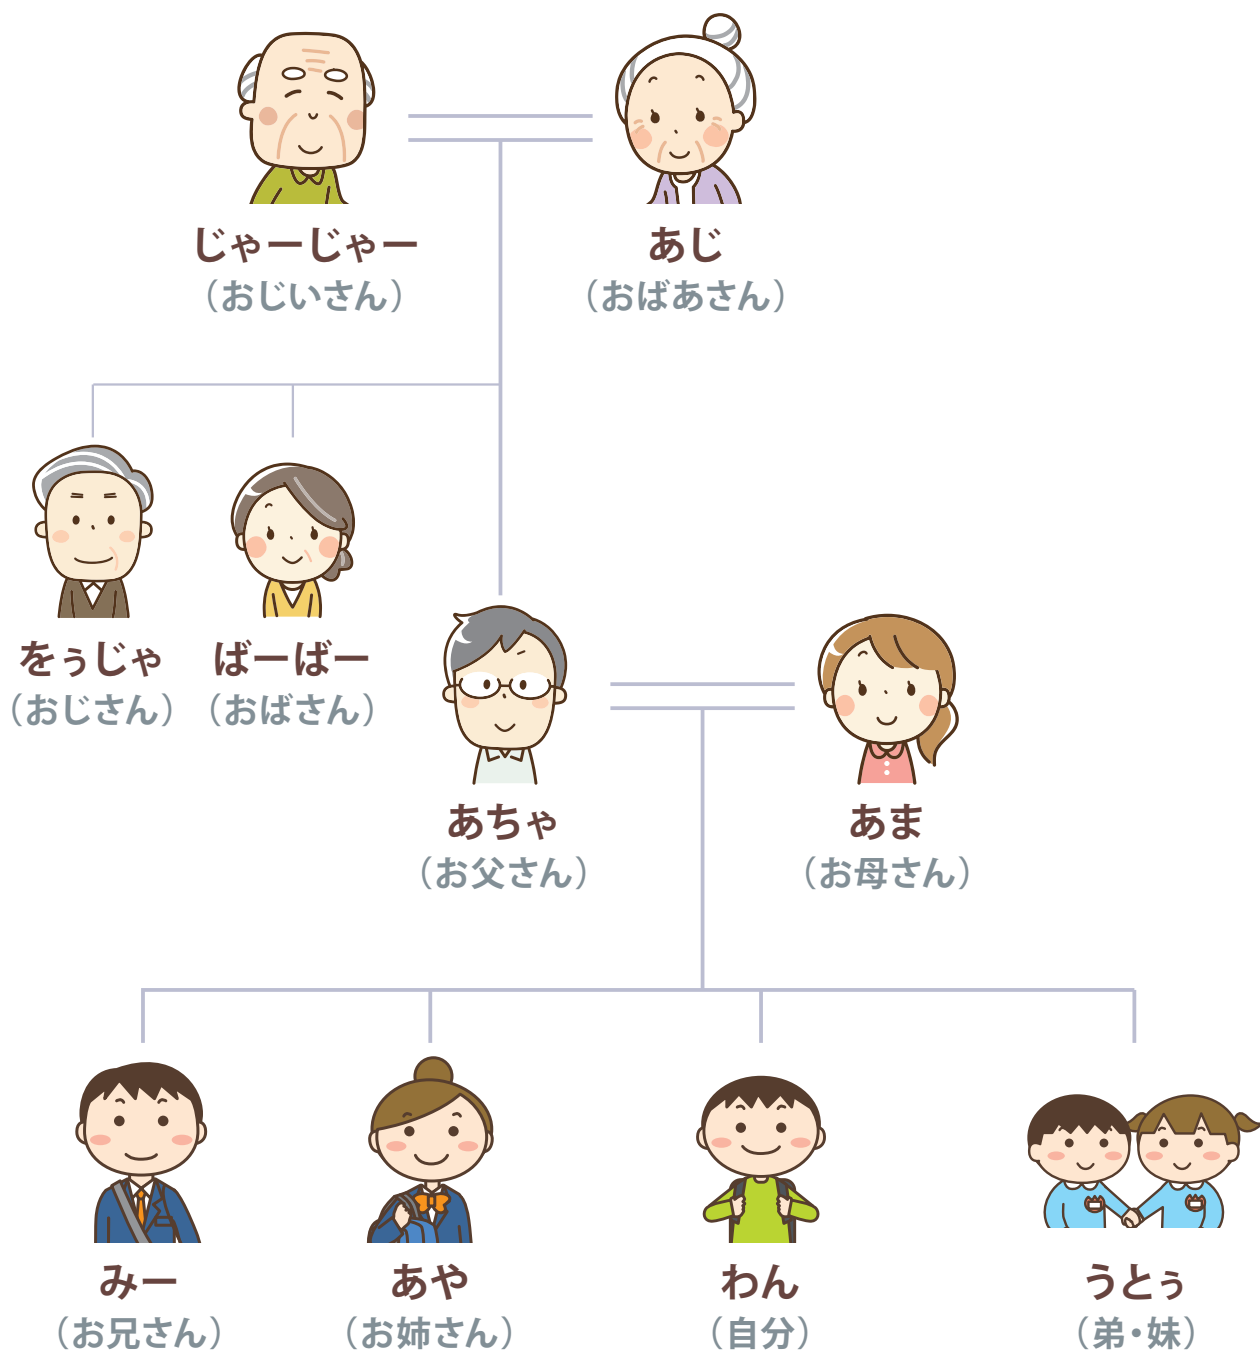 じゃーじゃー
（おじいさん）
あじ
（おばあさん）
をぅじゃ
（おじさん）
ばーばー
（おばさん）
あちゃ
（お父さん）
あま
（お母さん）
みー
（お兄さん）
あや
（お姉さん）
わん
（自分）
うとぅ
（弟・妹）